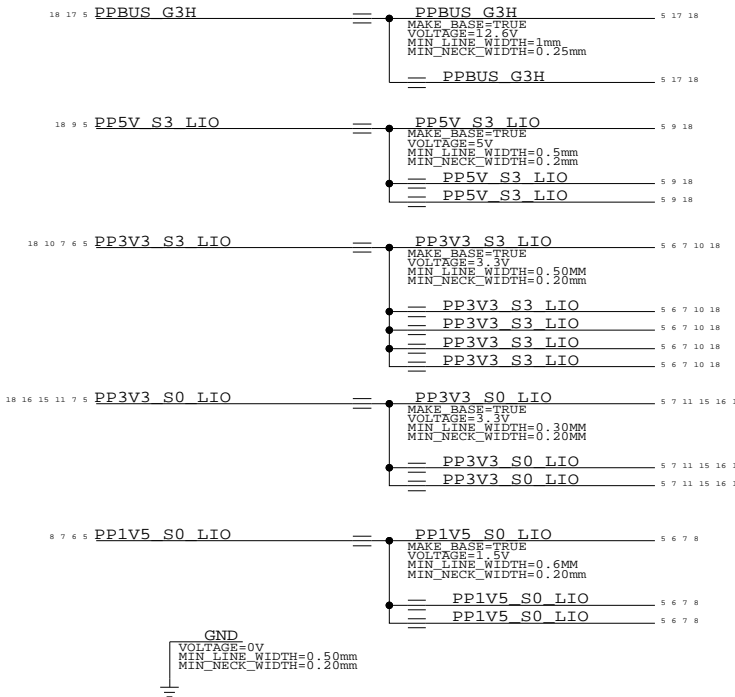 18 17 5 PPBUS_G3H PPBUS_G3H 5 17 18
MAKE_BASE=TRUE
VOLTAGE=12.6V
MIN_LINE_WIDTH=1mm
MIN_NECK_WIDTH=0.25mm
PPBUS_G3H 5 17 18
18 9 5 PP5V_S3_LIO PP5V_S3_LIO 5 9 18
MAKE_BASE=TRUE
VOLTAGE=5V
MIN_LINE_WIDTH=0.5mm
MIN_NECK_WIDTH=0.2mm
PP5V_S3_LIO 5 9 18
PP5V_S3_LIO 5 9 18
18 10 7 6 5 PP3V3_S3_LIO PP3V3_S3_LIO 5 6 7 10 18
MAKE_BASE=TRUE
VOLTAGE=3.3V
MIN_LINE_WIDTH=0.50MM
MIN_NECK_WIDTH=0.20mm
PP3V3_S3_LIO 5 6 7 10 18
PP3V3_S3_LIO 5 6 7 10 18
PP3V3_S3_LIO 5 6 7 10 18
PP3V3_S3_LIO 5 6 7 10 18
18 16 15 11 7 5 PP3V3_S0_LIO PP3V3_S0_LIO 5 7 11 15 16
MAKE_BASE=TRUE
VOLTAGE=3.3V
MIN_LINE_WIDTH=0.30MM
MIN_NECK_WIDTH=0.20MM
PP3V3_S0_LIO 5 7 11 15 16
PP3V3_S0_LIO 5 7 11 15 16
8 7 6 5 PP1V5_S0_LIO PP1V5_S0_LIO 5 6 7 8
MAKE_BASE=TRUE
VOLTAGE=1.5V
MIN_LINE_WIDTH=0.6MM
MIN_NECK_WIDTH=0.20mm
PP1V5_S0_LIO 5 6 7 8
PP1V5_S0_LIO 5 6 7 8
GND
VOLTAGE=0V
MIN_LINE_WIDTH=0.50mm
MIN_NECK_WIDTH=0.20mm